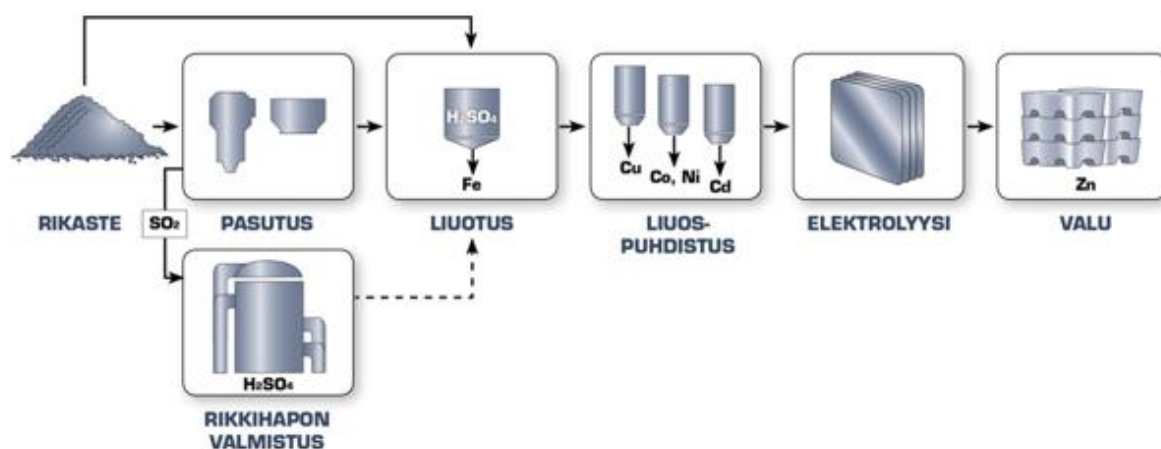 H₂SO₄
Fe
Cu
Co, Ni
Cd
Zn
RIKASTE
SO₂
PASUTUS
LIUOTUS
LIUOS-
PUHDISTUS
ELEKTROLYYSI
VALU
H₂SO₄
RIKKIHAPON
VALMISTUS